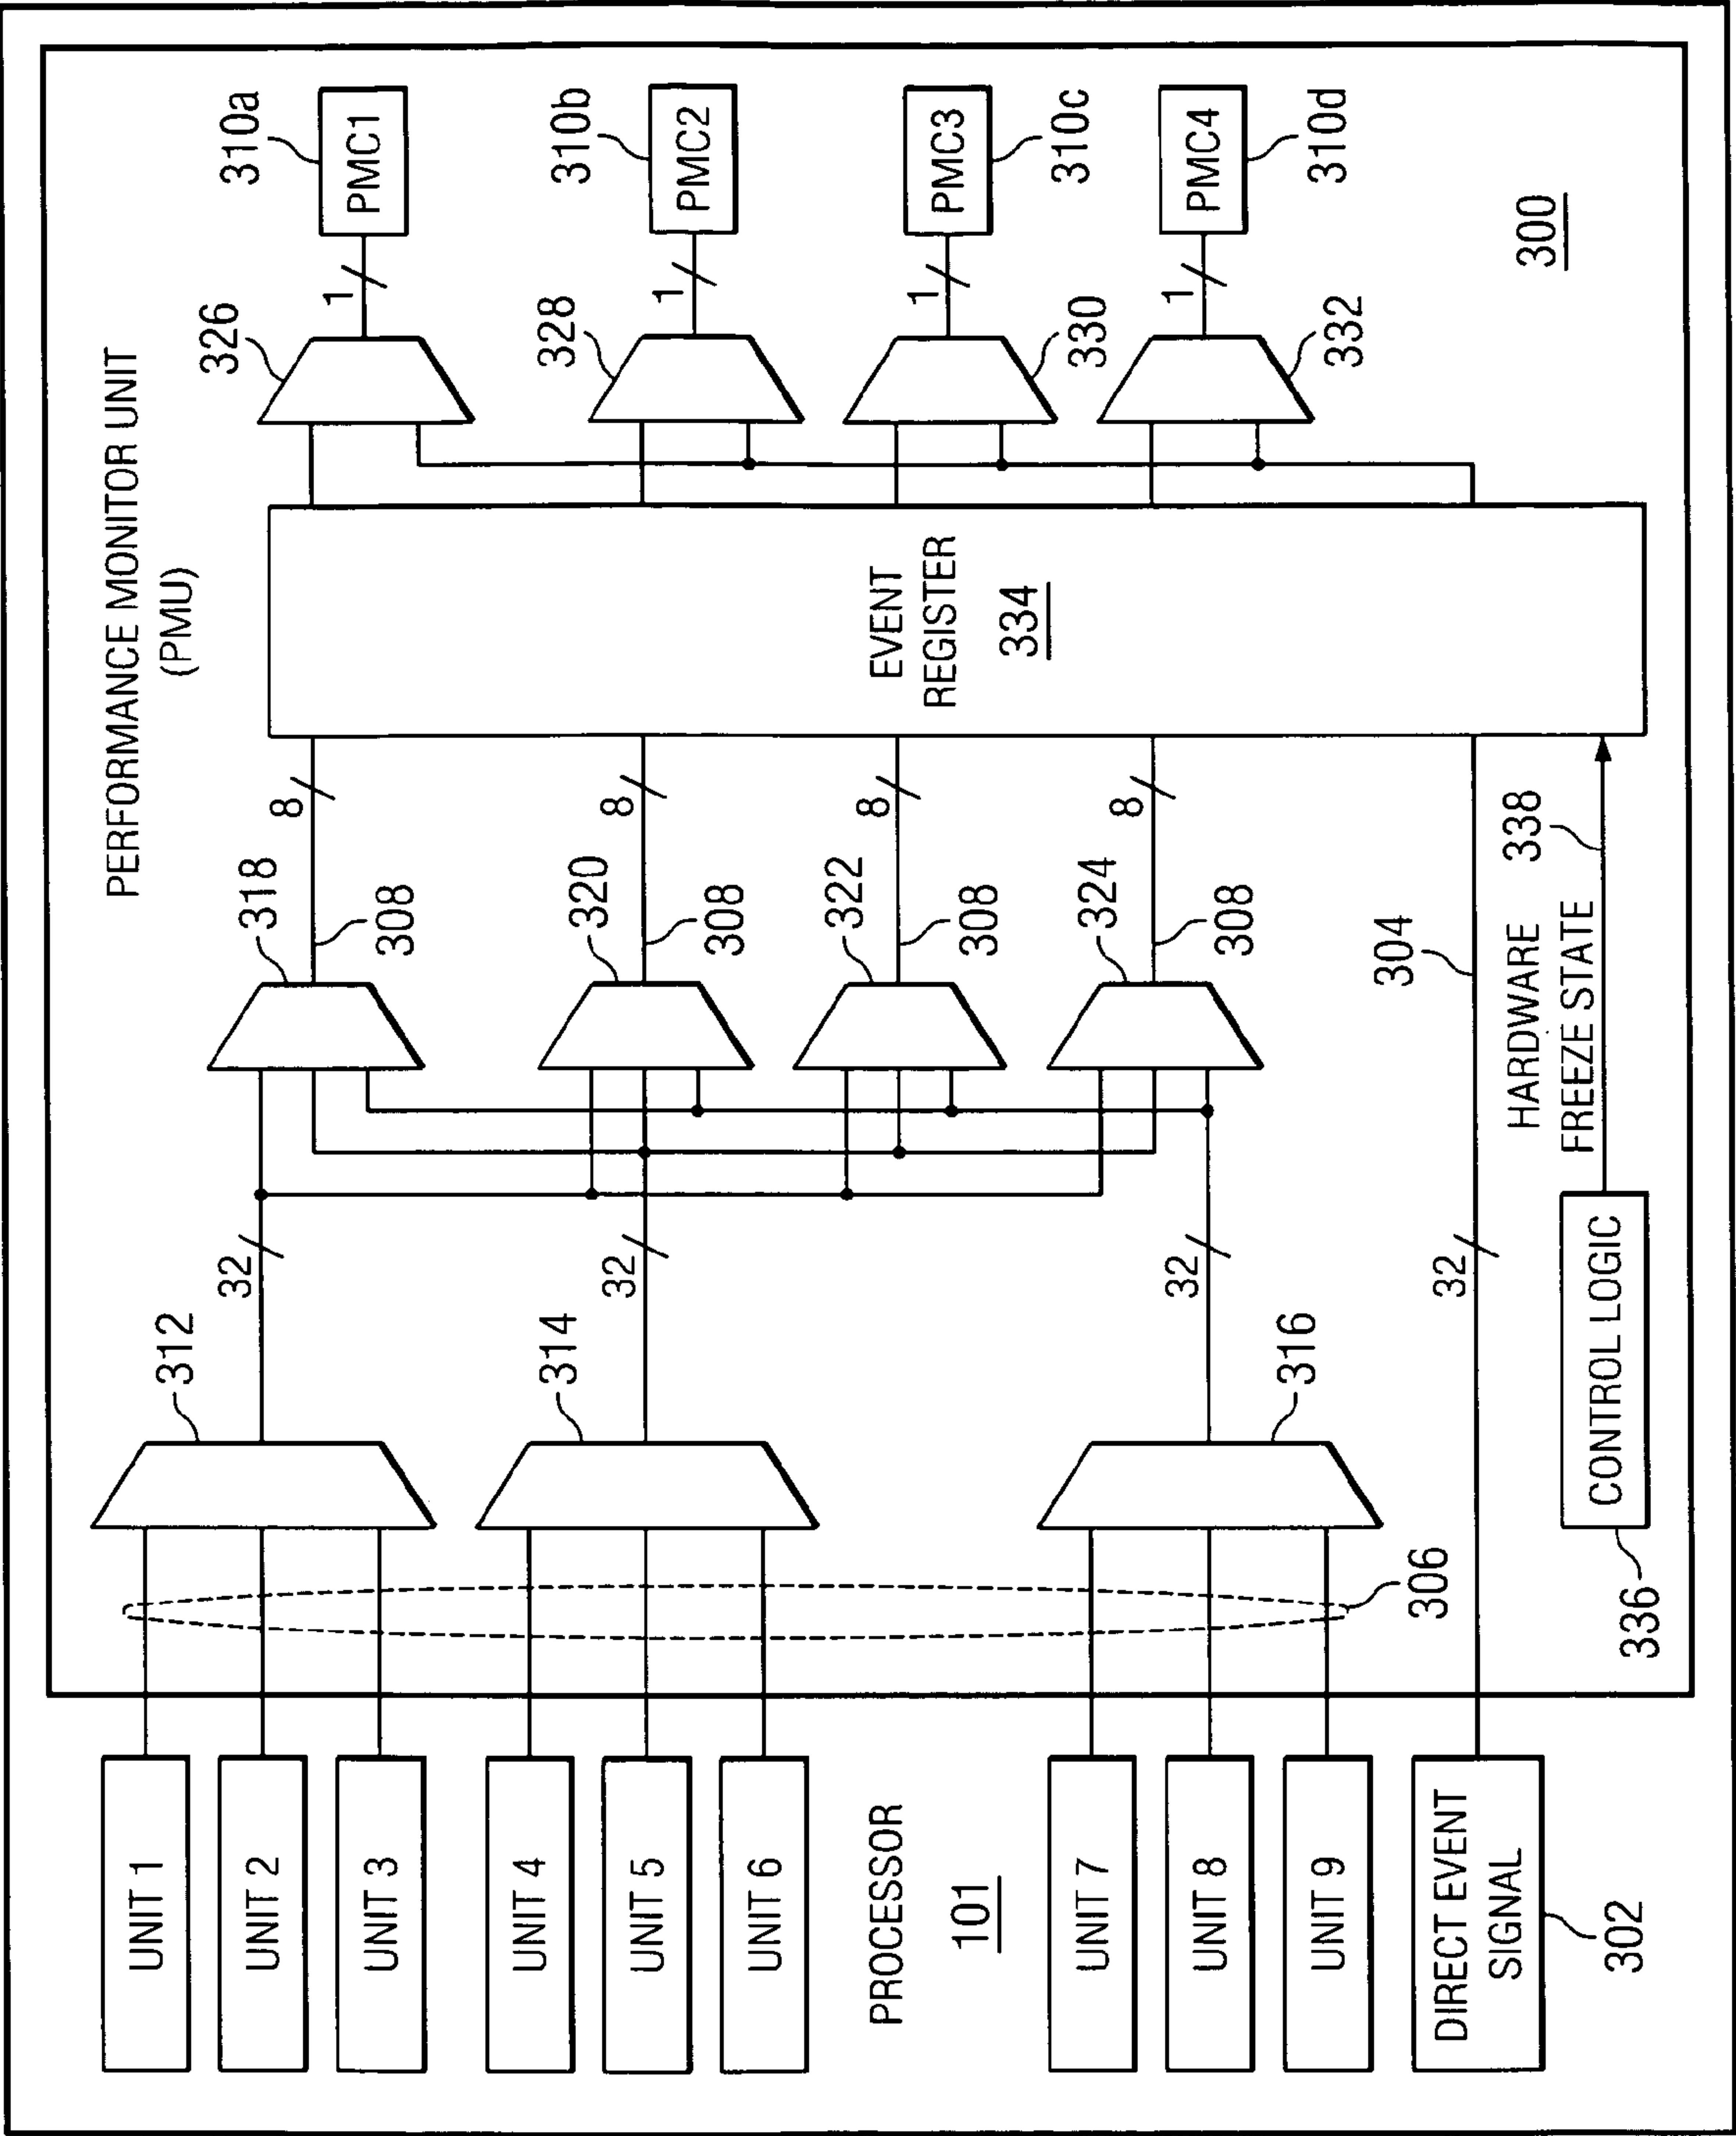 PERFORMANCE MONITOR UNIT
(PMU)
UNIT 1
UNIT 2
UNIT 3
UNIT 4
UNIT 5
UNIT 6
PROCESSOR
101
UNIT 7
UNIT 8
UNIT 9
DIRECT EVENT
SIGNAL
302
306
312
314
316
32
32
32
32
304
318
308
320
308
322
308
324
308
8
8
8
8
CONTROL LOGIC
336
HARDWARE
FREEZE STATE
338
EVENT
REGISTER
334
326
328
330
332
1
1
1
1
PMC1
310a
PMC2
310b
PMC3
310c
PMC4
310d
300